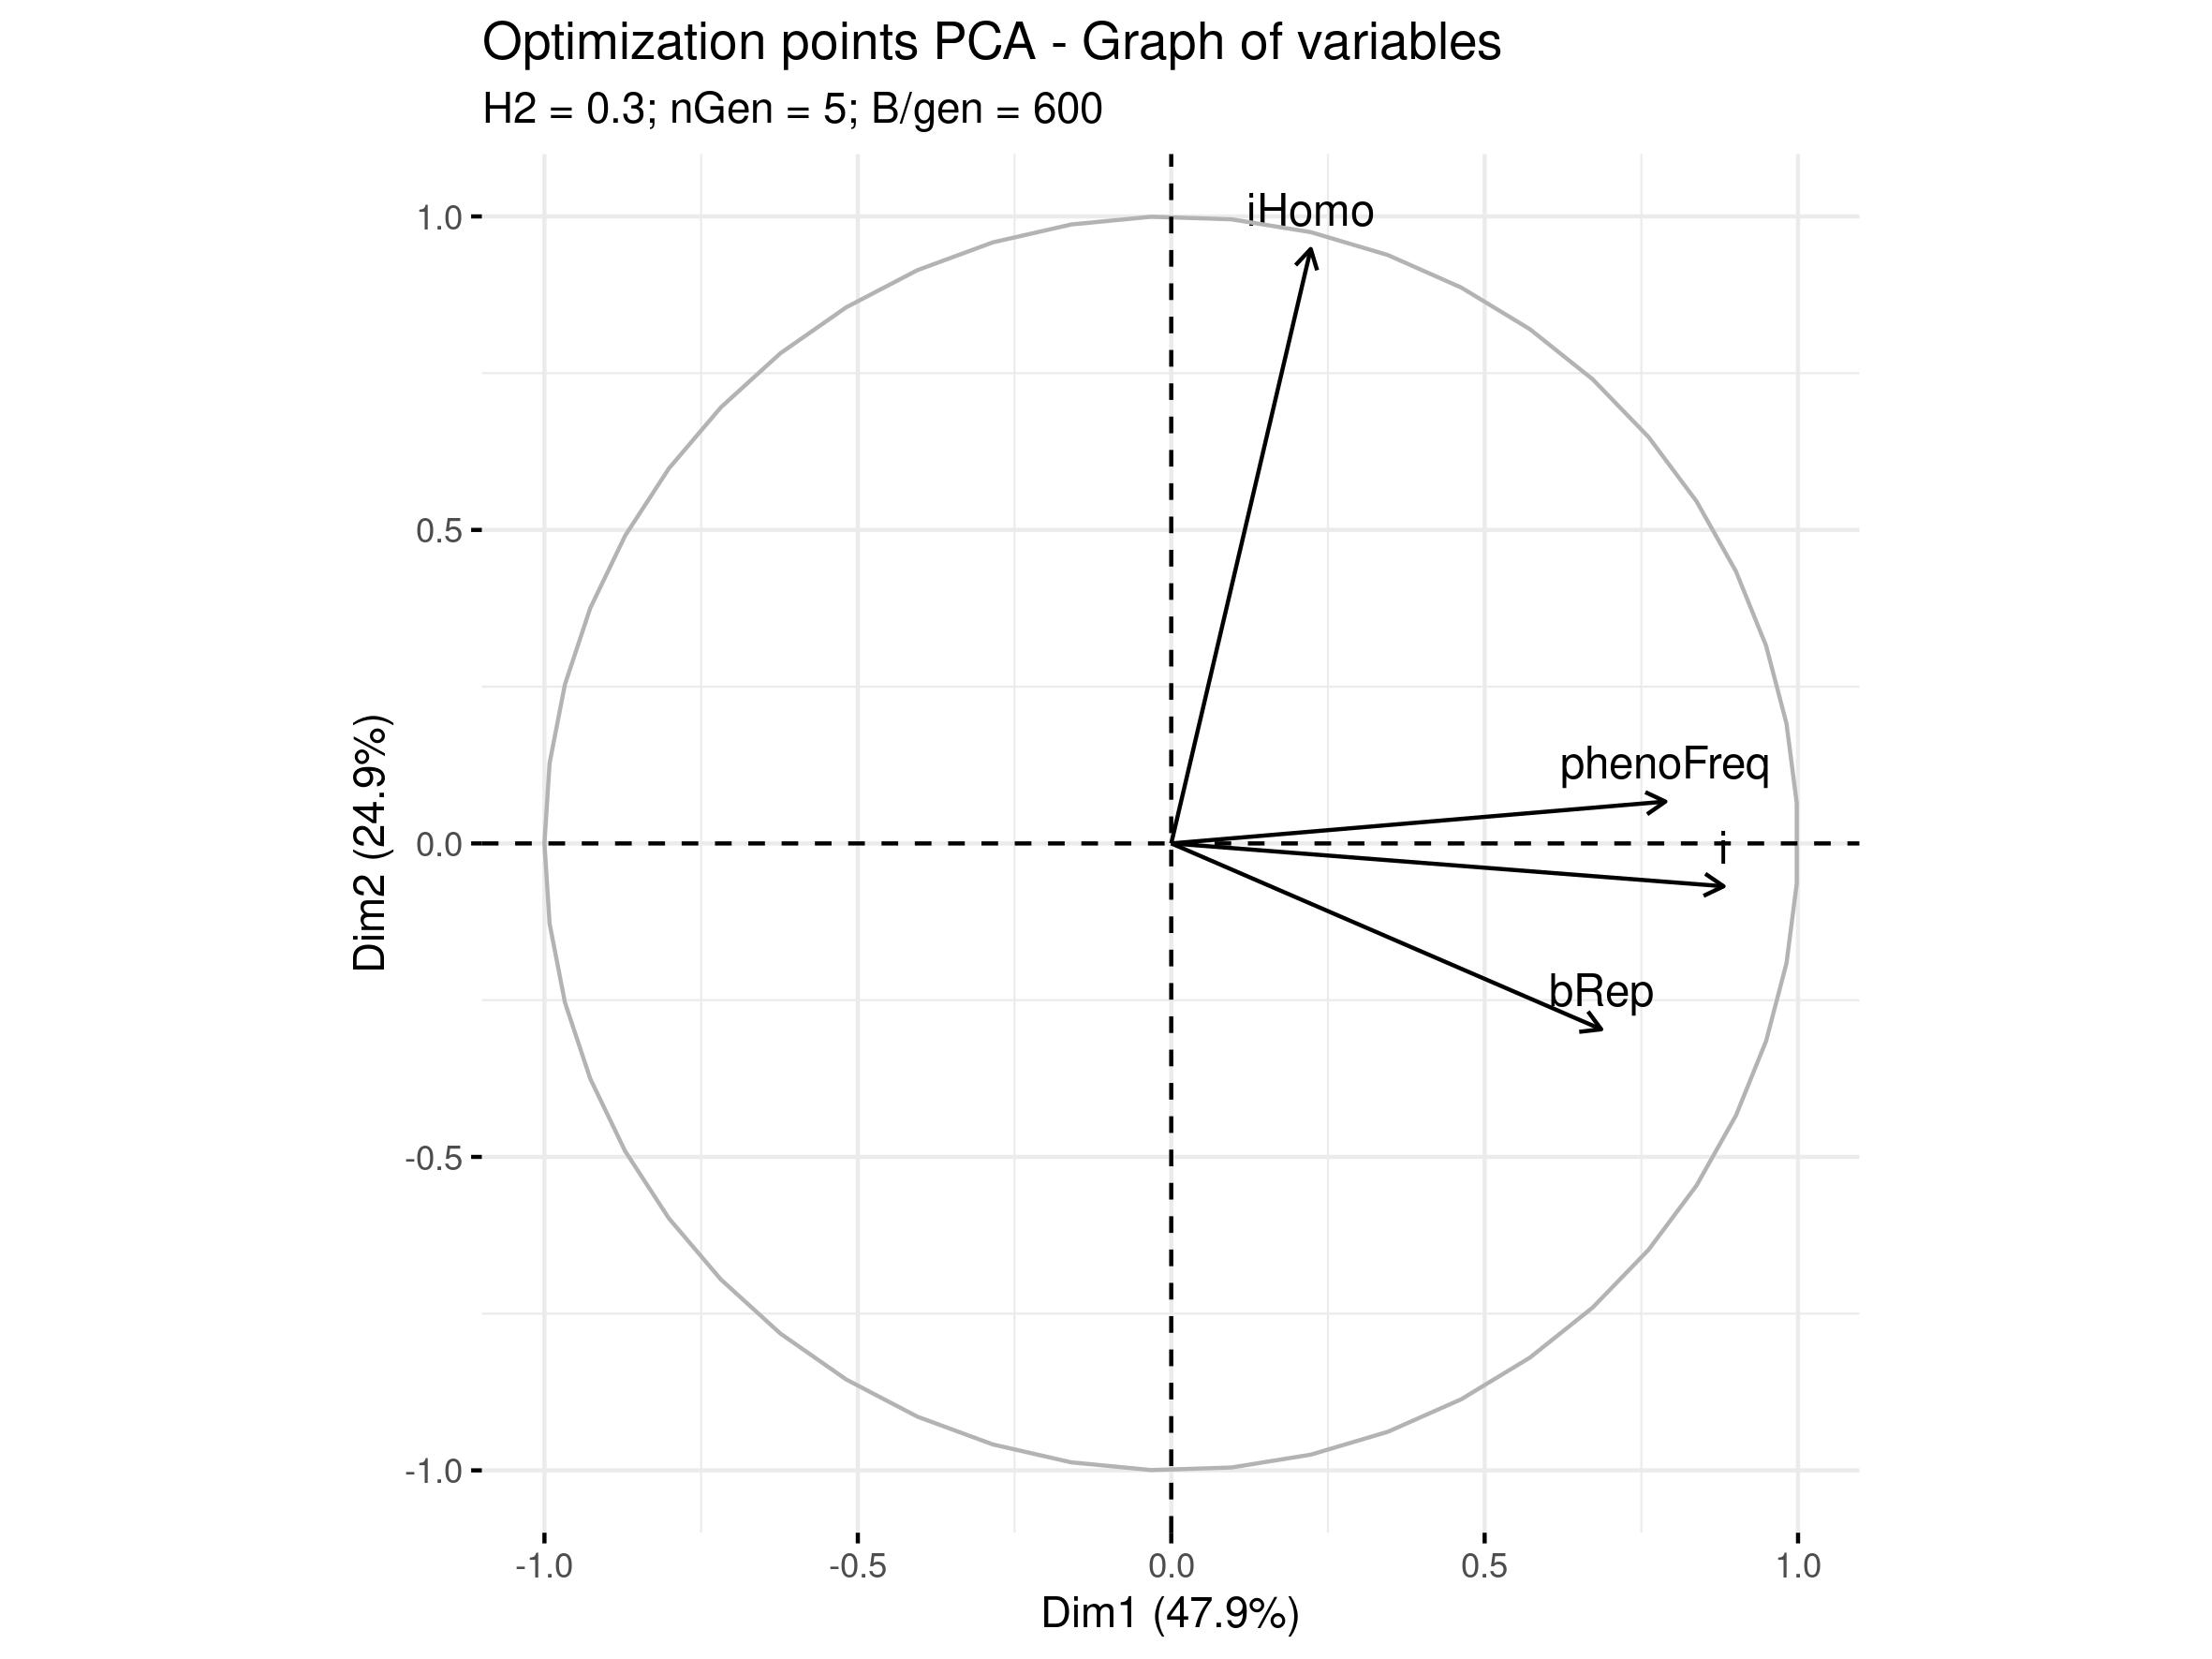 Optimization points PCA - Graph of variables
H2 = 0.3; nGen = 5; B/gen = 600
iHomo
phenoFreq
i
bRep
1.0
0.5
0.0
-0.5
-1.0
Dim2 (24.9%)
-1.0
-0.5
0.0
0.5
1.0
Dim1 (47.9%)